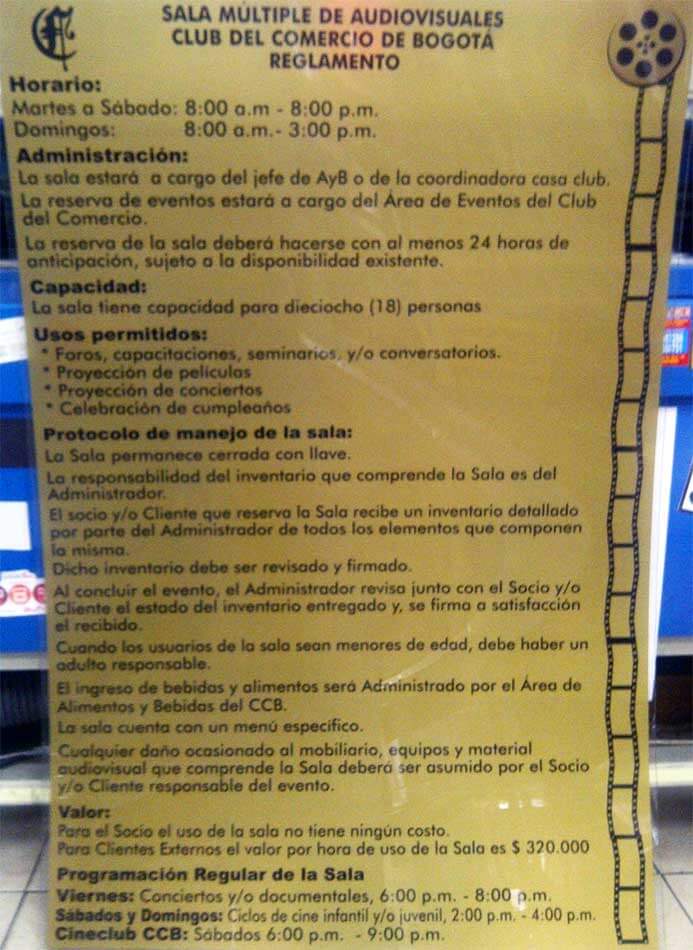 SALA MÚLTIPLE DE AUDIOVISUALES
CLUB DEL COMERCIO DE BOGOTÁ
REGLAMENTO
Horario:
Martes a Sábado: 8:00 a.m - 8:00 p.m.
Domingos: 8:00 a.m.- 3:00 p.m.
Administración:
La sala estará a cargo del jefe de AyB o de la coordinadora casa club.
La reserva de eventos estará a cargo del Área de Eventos del Club
del Comercio.
La reserva de la sala deberá hacerse con al menos 24 horas de
anticipación, sujeto a la disponibilidad existente.
Capacidad:
La sala tiene capacidad para dieciocho (18) personas
Usos permitidos:
* Foros, capacitaciones, seminarios, y/o conversatorios.
* Proyección de películas
* Proyección de conciertos
* Celebración de cumpleaños
Protocolo de manejo de la sala:
La Sala permanece cerrada con llave.
La responsabilidad del inventario que comprende la Sala es del
Administrador.
El socio y/o Cliente que reserva la Sala recibe un inventario detallado
por parte del Administrador de todos los elementos que componen
la misma.
Dicho inventario debe ser revisado y firmado.
Al concluir el evento, el Administrador revisa junto con el Socio y/o
Cliente el estado del inventario entregado y, se firma a satisfacción
el recibido.
Cuando los usuarios de la sala sean menores de edad, debe haber un
adulto responsable.
El ingreso de bebidas y alimentos será Administrado por el Área de
Alimentos y Bebidas del CCB.
La sala cuenta con un menú especifico.
Cualquier daño ocasionado al mobiliario, equipos y material
audiovisual que comprende la Sala deberá ser asumido por el Socio
y/o Cliente responsable del evento.
Valor:
Para el Socio el uso de la sala no tiene ningún costo.
Para Clientes Externos el valor por hora de uso de la Sala es $ 320.000
Programación Regular de la Sala
Viernes: Conciertos y/o documentales, 6:00 p.m. - 8:00 p.m.
Sábados y Domingos: Ciclos de cine infantil y/o juvenil, 2:00 p.m. - 4:00 p.m.
Cineclub CCB: Sábados 6:00 p.m. - 9:00 p.m.